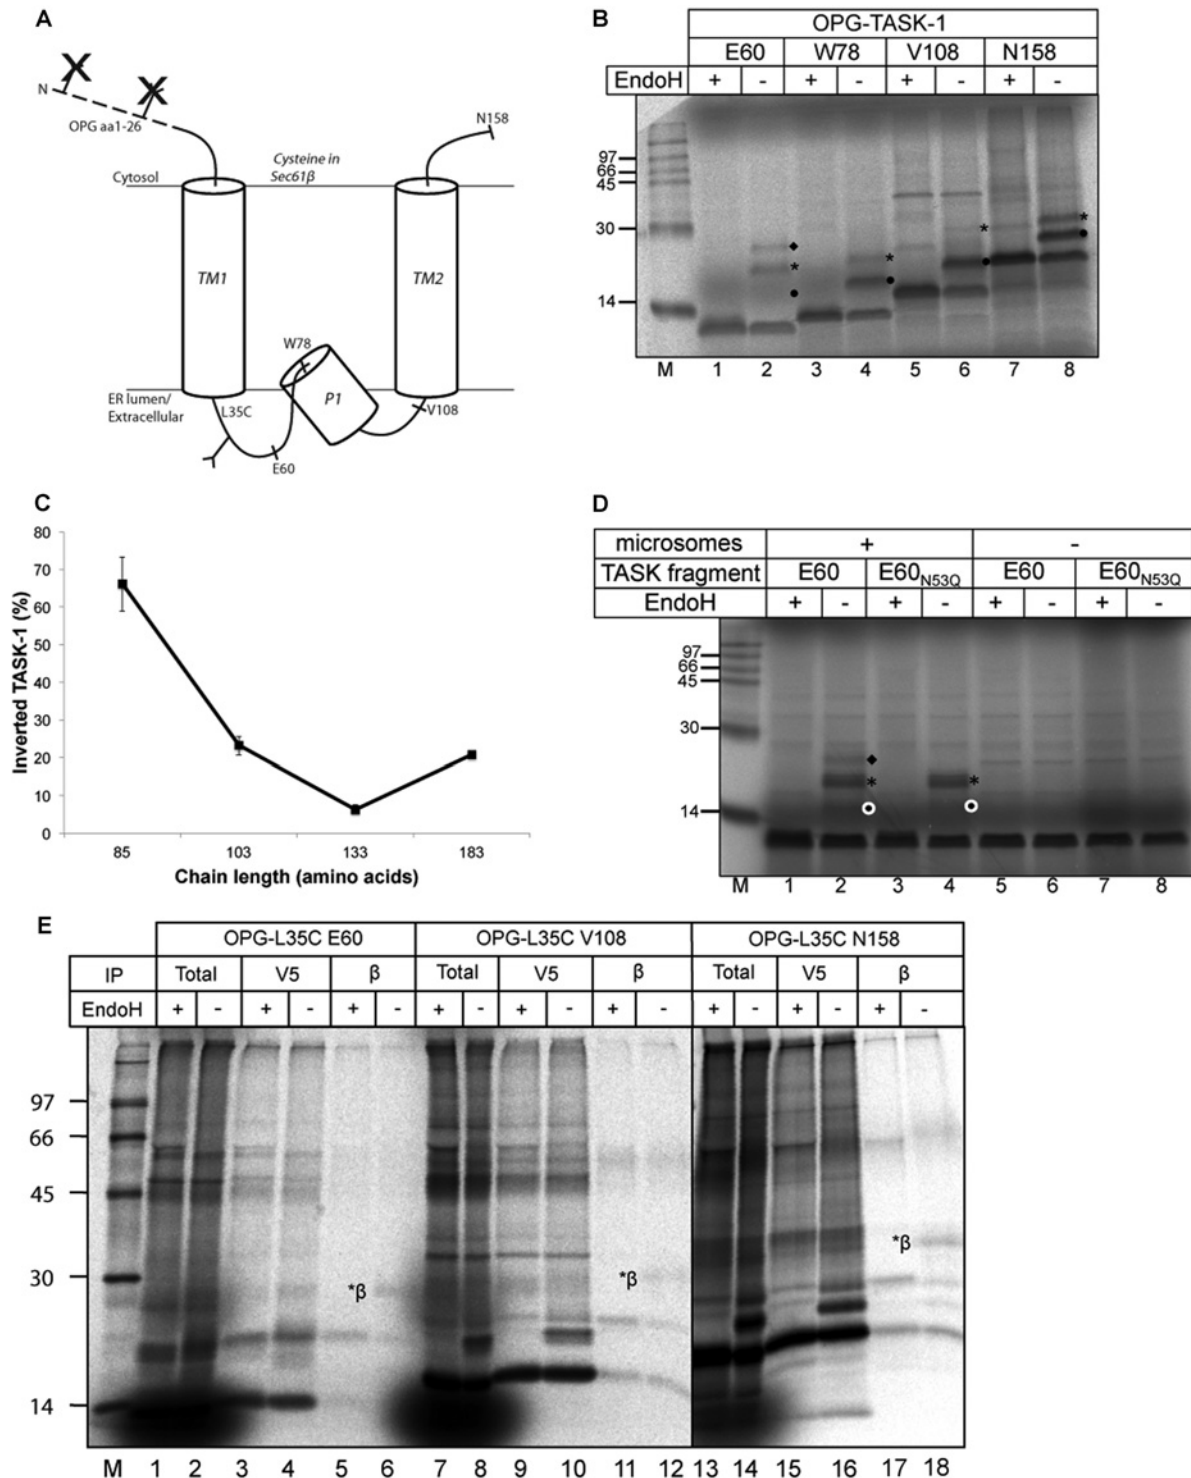 A
N
OPG aa1-26
Cytosol
Cysteine in
Sec61β
N158
TM1
TM2
W78
P1
ER lumen/
Extracellular
L35C
V108
E60
B
OPG-TASK-1
E60 W78 V108 N158
EndoH + - + - + - + -
97
66
45
30
14
M 1 2 3 4 5 6 7 8
C
Inverted TASK-1 (%)
80
70
60
50
40
30
20
10
0
85 103 133 183
Chain length (amino acids)
D
microsomes + -
TASK fragment E60 E60N53Q E60 E60N53Q
EndoH + - + - + - + -
97
66
45
30
14
M 1 2 3 4 5 6 7 8
E
OPG-L35C E60 OPG-L35C V108 OPG-L35C N158
IP Total V5 β Total V5 β Total V5 β
EndoH + - + - + - + - + - + - + - + - + -
97
66
45
30
14
*β
*β
*β
M 1 2 3 4 5 6 7 8 9 10 11 12 13 14 15 16 17 18